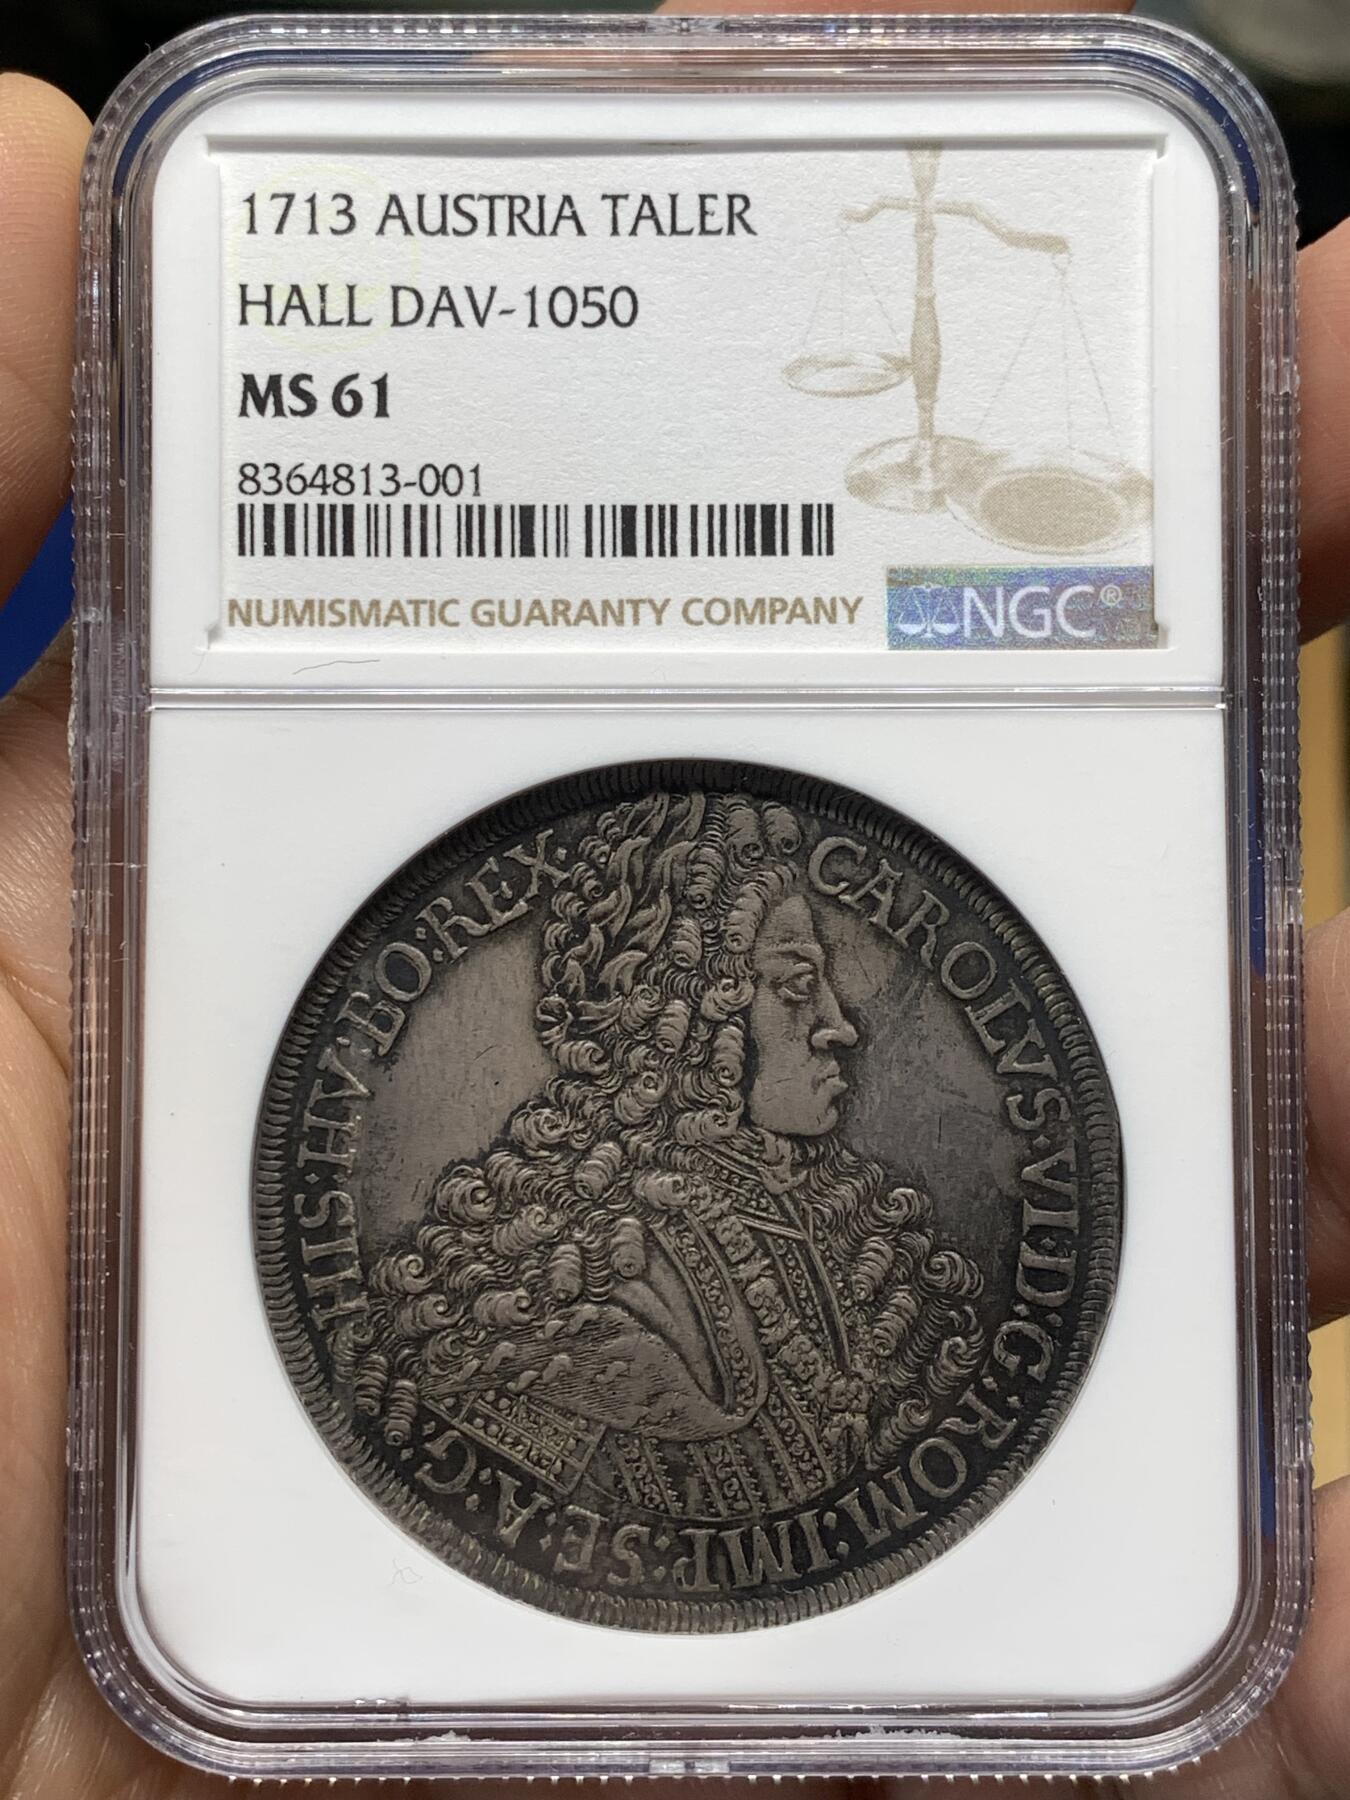 1713 AUSTRIA TALER
HALL DAV-1050
MS 61
8364813-001
NUMISMATIC GUARANTY COMPANY
NGC®
CAROLVS·VI·D:G:ROM:IMP:SE:A:G:
HIS:HV:BO:REX·